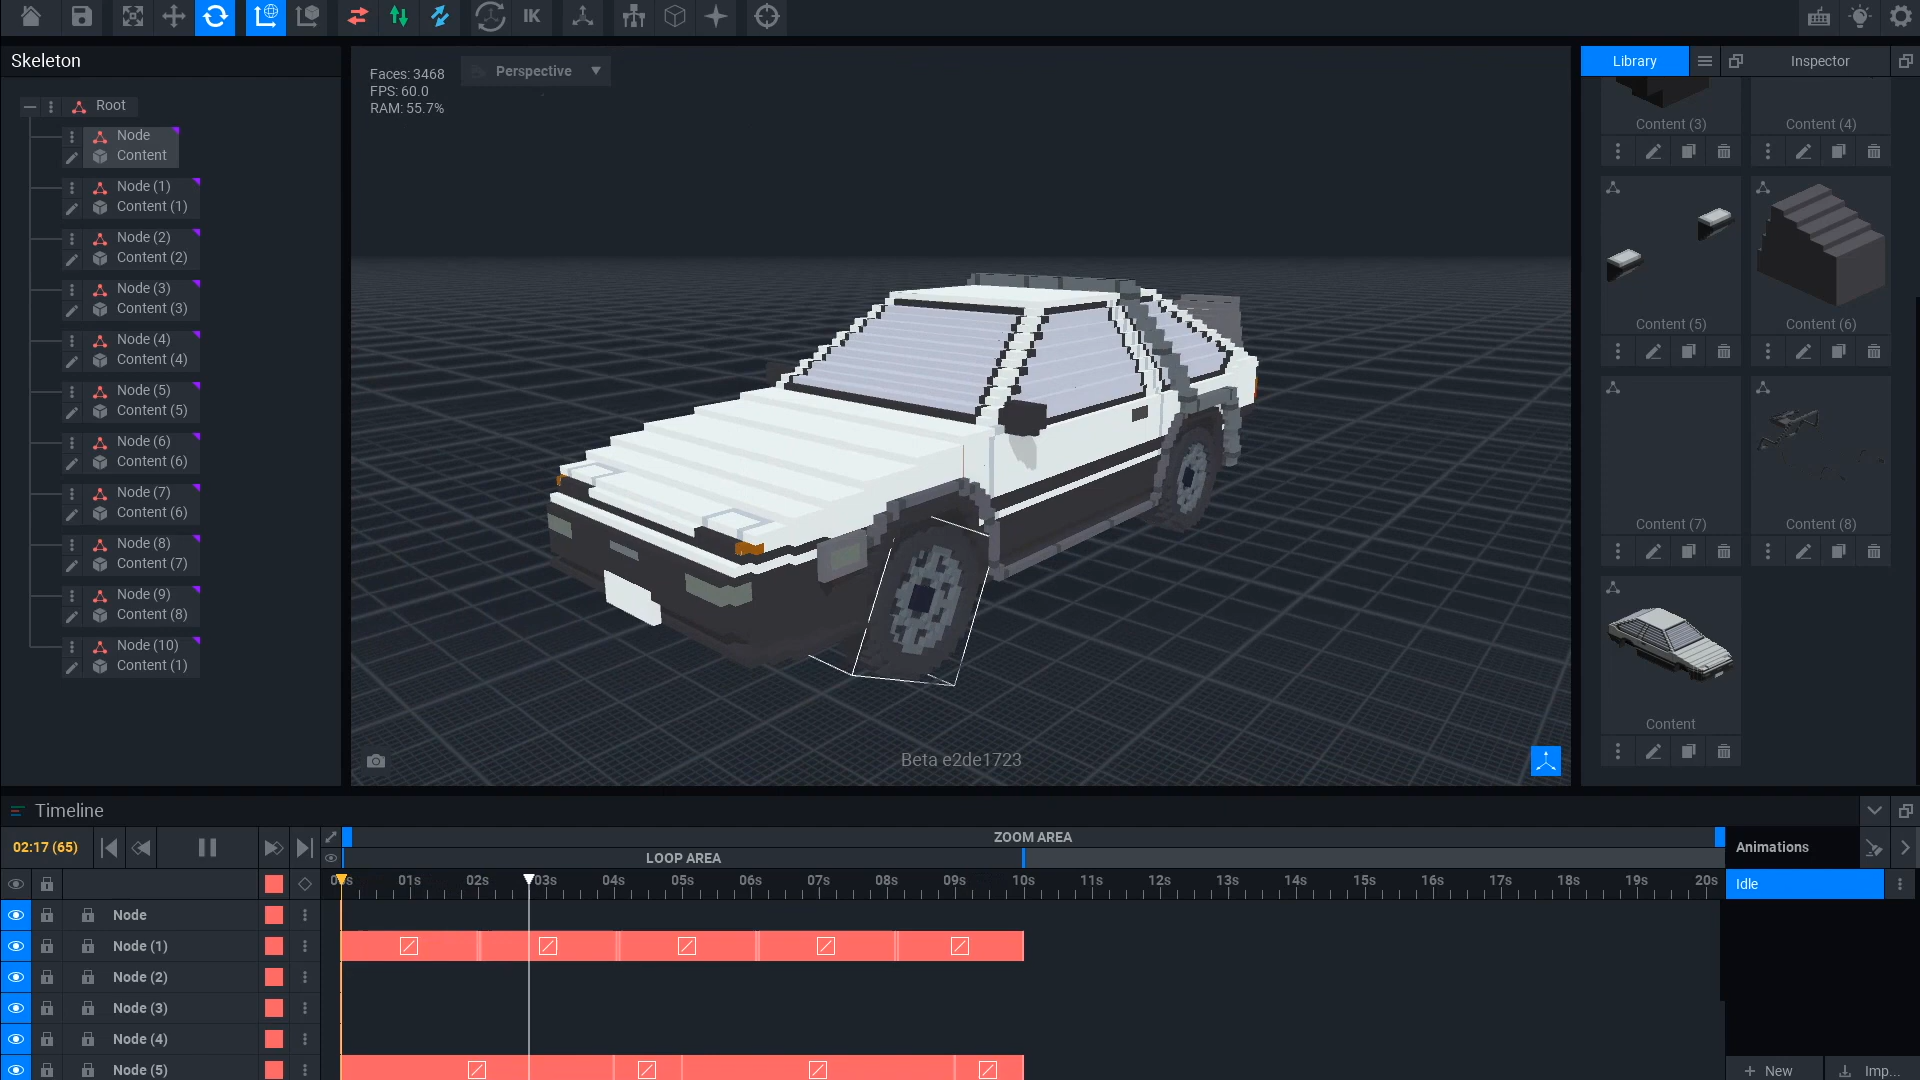 IK
Skeleton
Root
Node
Content
Node (1)
Content (1)
Node (2)
Content (2)
Node (3)
Content (3)
Node (4)
Content (4)
Node (5)
Content (5)
Node (6)
Content (6)
Node (7)
Content (6)
Node (8)
Content (7)
Node (9)
Content (8)
Node (10)
Content (1)
Faces: 3468
FPS: 60.0
RAM: 55.7%
Perspective
Beta e2de1723
Library
Inspector
Content (3)
Content (4)
Content (5)
Content (6)
Content (7)
Content (8)
Content
Timeline
02:17 (65)
ZOOM AREA
LOOP AREA
01s 02s 03s 04s 05s 06s 07s 08s 09s 10s 11s 12s 13s 14s 15s 16s 17s 18s 19s 20s
Animations
Idle
Node
Node (1)
Node (2)
Node (3)
Node (4)
Node (5)
New
Imp...